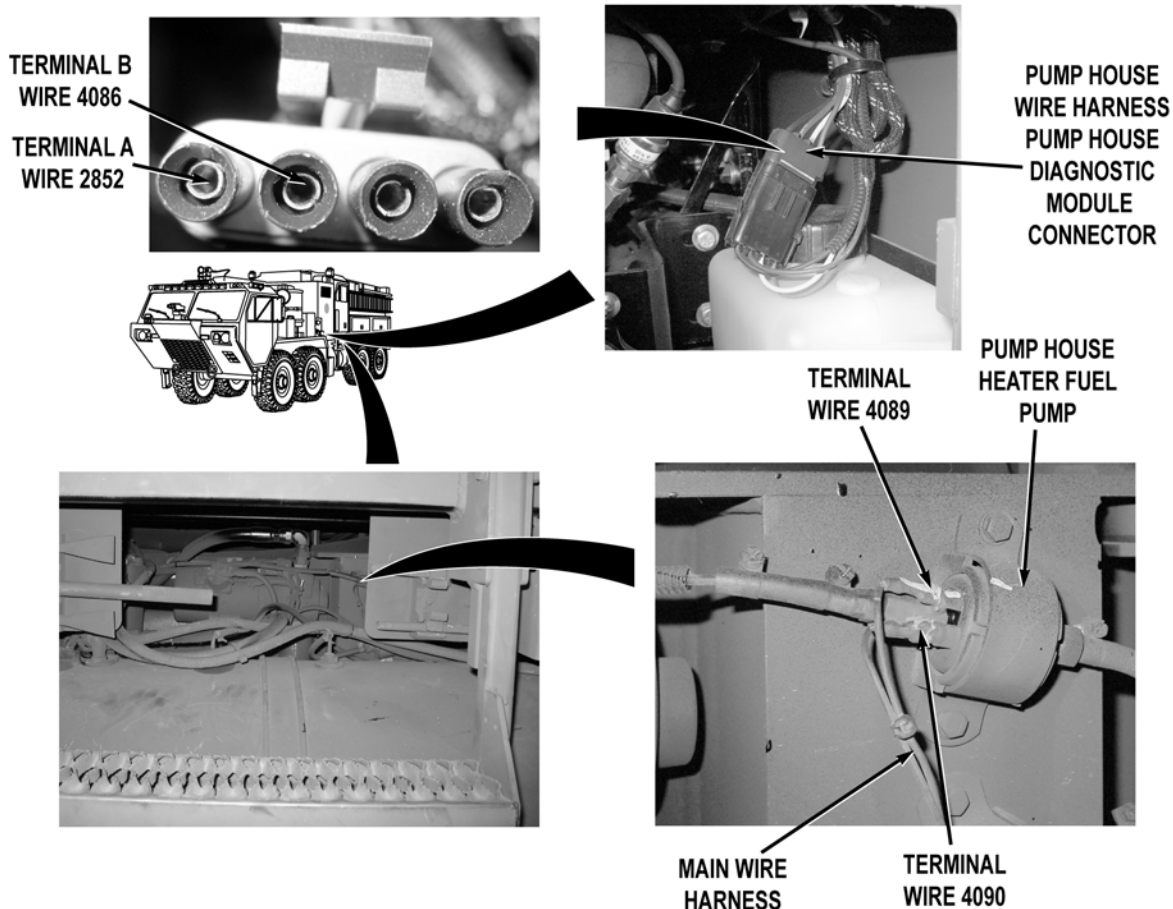 TERMINAL B
WIRE 4086
TERMINAL A
WIRE 2852
PUMP HOUSE
WIRE HARNESS
PUMP HOUSE
DIAGNOSTIC
MODULE
CONNECTOR
TERMINAL
WIRE 4089
PUMP HOUSE
HEATER FUEL
PUMP
MAIN WIRE
HARNESS
TERMINAL
WIRE 4090